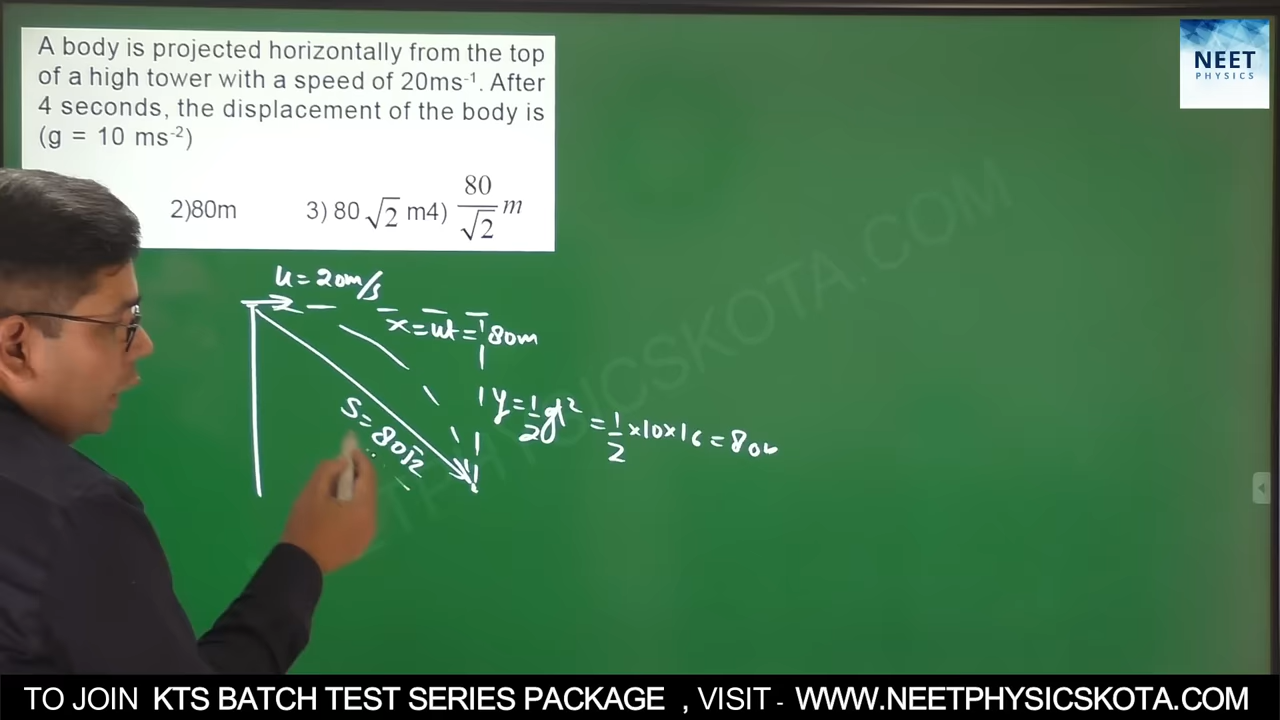 A body is projected horizontally from the top
of a high tower with a speed of 20ms⁻¹. After
4 seconds, the displacement of the body is
(g = 10 ms⁻²)
2)80m 3) 80 √2 m4) 80/√2 m
NEET
PHYSICS
u = 20m/s
x = ut = 80m
y = 1/2 gt² = 1/2 × 10 × 16 = 80m
S = 80√2
NEETPHYSICSKOTA.COM
TO JOIN KTS BATCH TEST SERIES PACKAGE , VISIT - WWW.NEETPHYSICSKOTA.COM